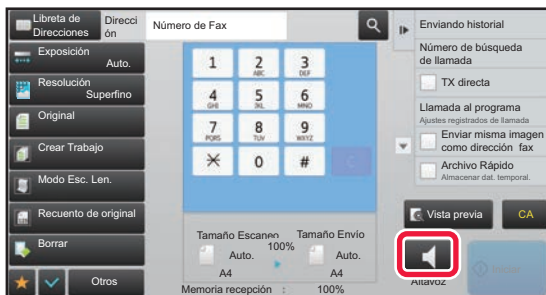 Libreta de
Direcciones
Direcci
ón
Número de Fax
Exposición
Auto.
Resolución
Superfino
Original
Crear Trabajo
Modo Esc. Len.
Recuento de original
Borrar
Otros
1
2
ABC
3
DEF
4
GHI
5
JKL
6
MNO
7
PQRS
8
TUV
9
WXYZ
0
#
C
Tamaño Escaneo
Tamaño Envio
100%
Auto.
Auto.
A4
A4
Memoria recepción : 100%
Enviando historial
Número de búsqueda
de llamada
TX directa
Llamada al programa
Ajustes registrados de llamada
Enviar misma imagen
como dirección fax
Archivo Rápido
Almacenar dat. temporal.
Vista previa
CA
Altavoz